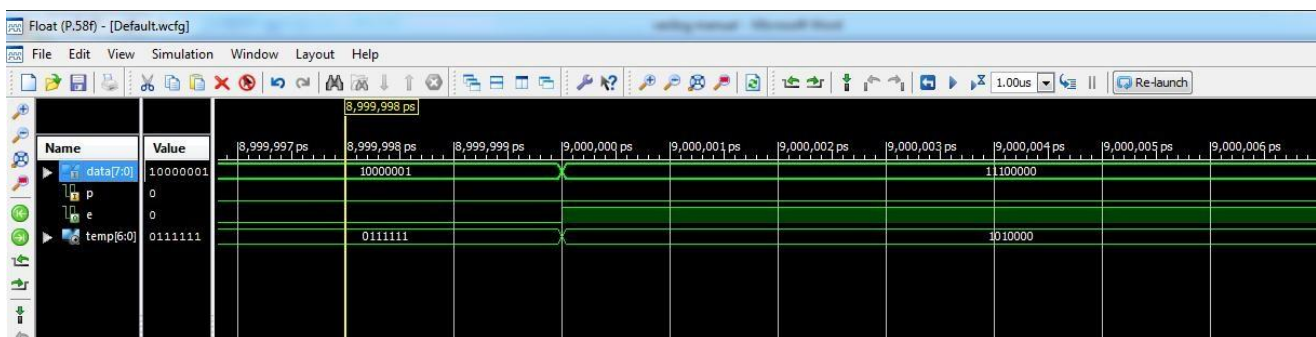 Float (P.58f) - [Default.wcfg]
File Edit View Simulation Window Layout Help
1.00us Re-launch
8,999,998 ps
Name Value 8,999,997 ps 8,999,998 ps 8,999,999 ps 9,000,000 ps 9,000,001 ps 9,000,002 ps 9,000,003 ps 9,000,004 ps 9,000,005 ps 9,000,006 ps
data[7:0] 10000001 10000001 11100000
p 0
e 0
temp[6:0] 0111111 0111111 1010000